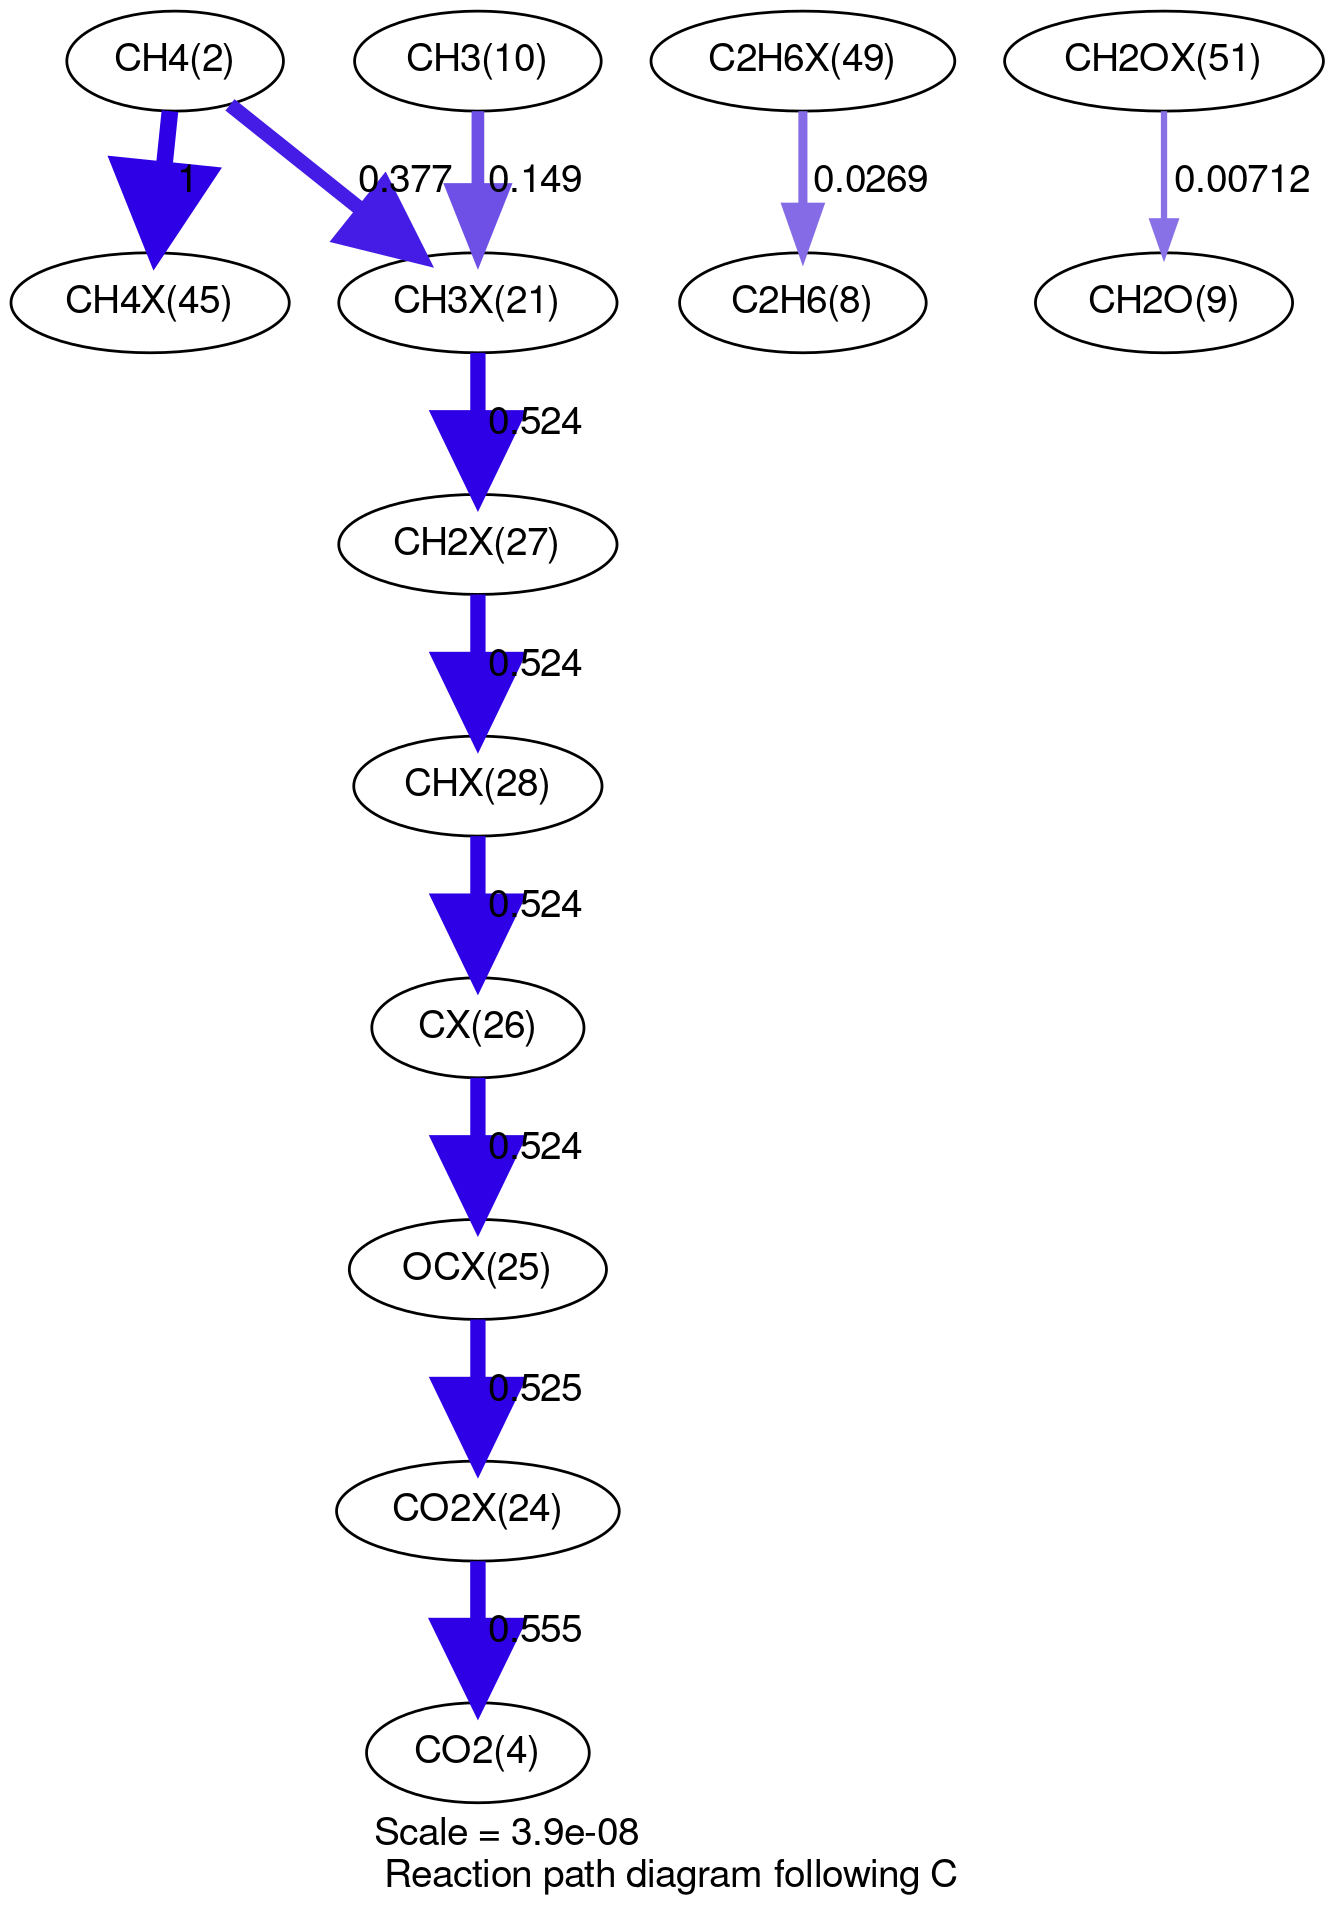 CH4(2)
CH3(10)
C2H6X(49)
CH2OX(51)
1
0.377
0.149
0.0269
0.00712
CH4X(45)
CH3X(21)
C2H6(8)
CH2O(9)
0.524
CH2X(27)
0.524
CHX(28)
0.524
CX(26)
0.524
OCX(25)
0.525
CO2X(24)
0.555
CO2(4)
Scale = 3.9e-08
Reaction path diagram following C